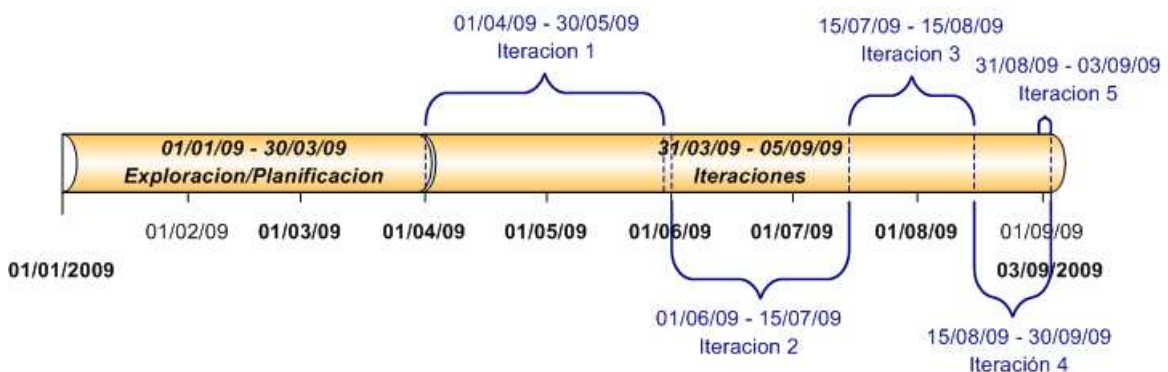 01/04/09 - 30/05/09
Iteracion 1
15/07/09 - 15/08/09
Iteracion 3
31/08/09 - 03/09/09
Iteracion 5
01/01/09 - 30/03/09
Exploracion/Planificacion
31/03/09 - 05/09/09
Iteraciones
01/02/09 01/03/09 01/04/09 01/05/09 01/06/09 01/07/09 01/08/09 01/09/09
01/01/2009 03/09/2009
01/06/09 - 15/07/09
Iteracion 2
15/08/09 - 30/09/09
Iteración 4